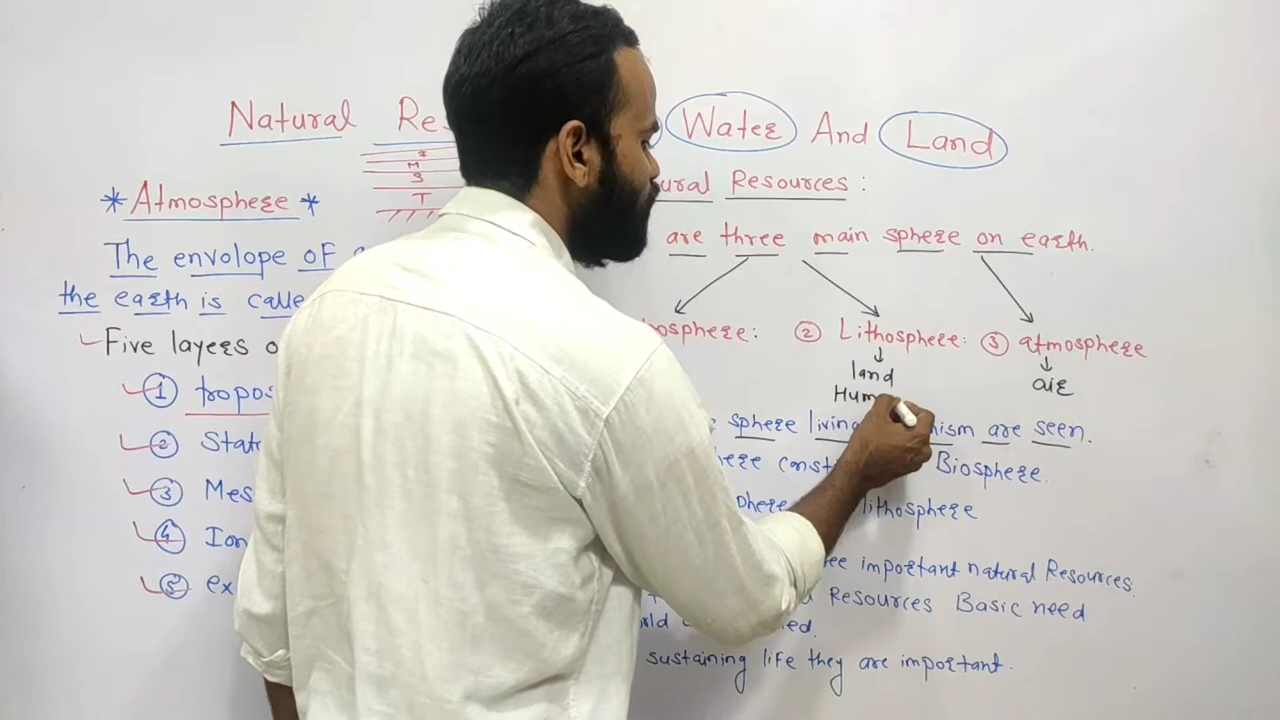 Natural Re Water And Land
M
S
T
*Atmosphere*
The envolope OF
the earth is calle
Five layers o
① tropos
② Strat
③ Mes
④ Ion
⑤ ex
ural Resources:
are three main sphere on earth.
osphere: ② Lithosphere: ③ atmosphere
land
Hum
air
sphere living nism are seen.
here const Biosphere.
phere lithosphere
ee important natural Resources.
Resources Basic need
rld ed.
sustaining life they are important.